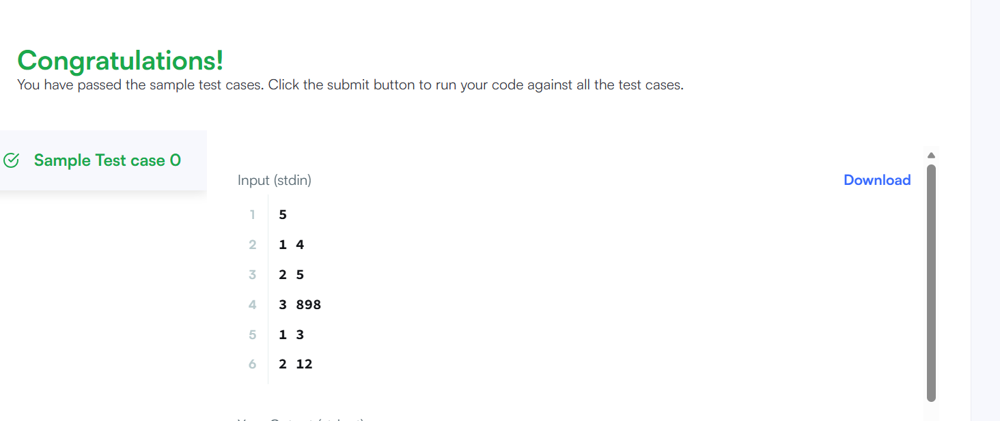 Congratulations!
You have passed the sample test cases. Click the submit button to run your code against all the test cases.
Sample Test case 0
Input (stdin)
Download
1 5
2 1 4
3 2 5
4 3 898
5 1 3
6 2 12